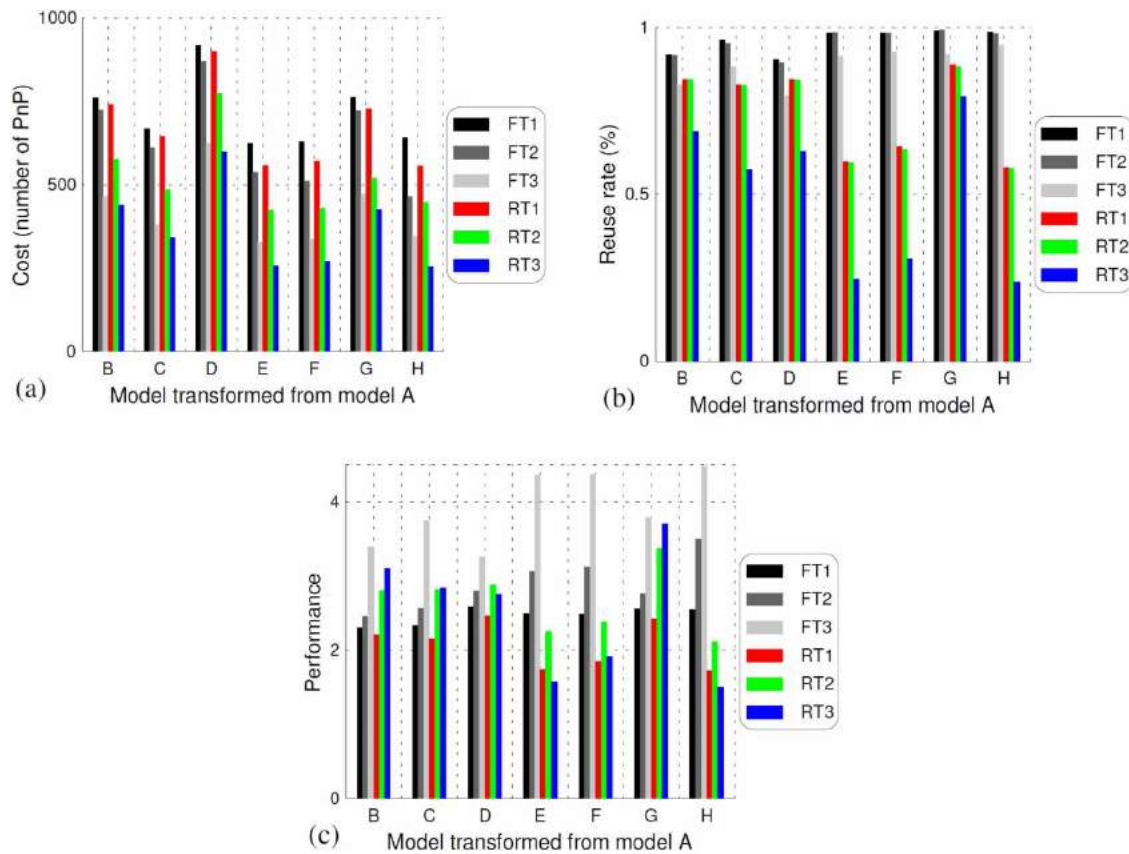 1000
500
0
Cost (number of PnP)
B C D E F G H
Model transformed from model A
(a)
FT1
FT2
FT3
RT1
RT2
RT3
1
0.5
0
Reuse rate (%)
B C D E F G H
Model transformed from model A
(b)
FT1
FT2
FT3
RT1
RT2
RT3
4
2
0
Performance
B C D E F G H
Model transformed from model A
(c)
FT1
FT2
FT3
RT1
RT2
RT3